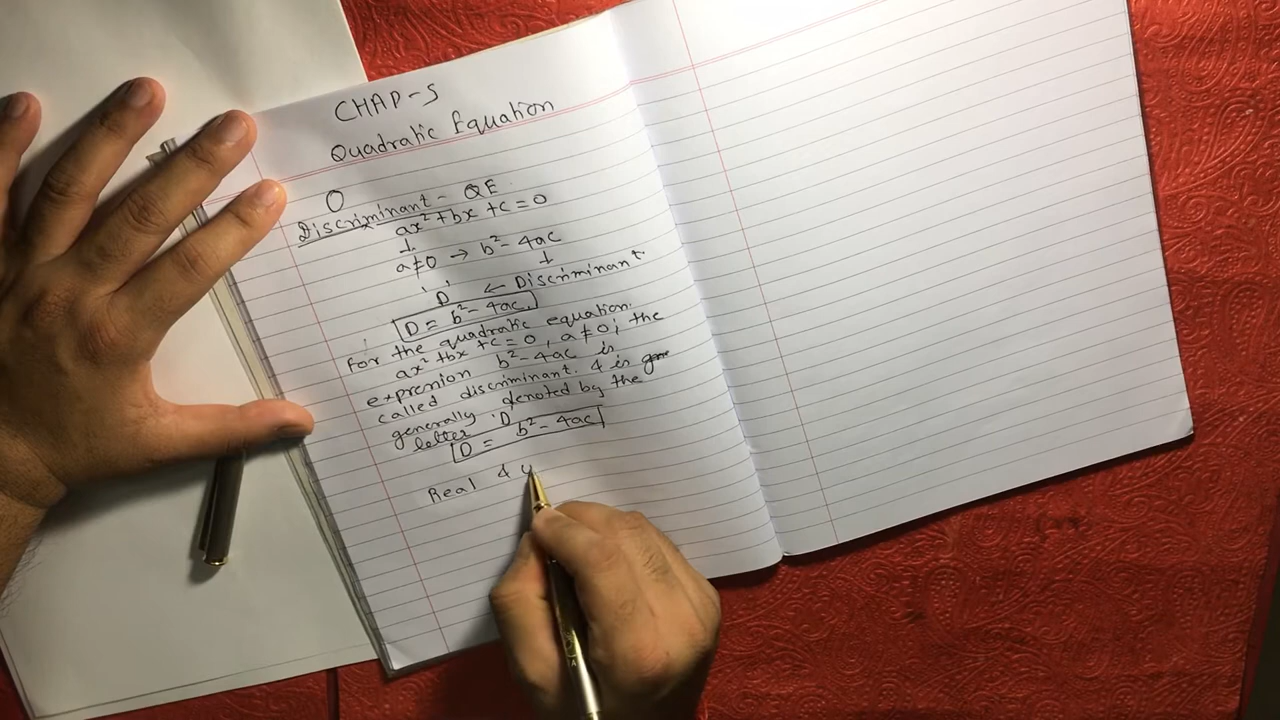 CHAP-5
Quadratic Equation
Discriminant - QE
ax² + bx + c = 0
a ≠ 0 → b² - 4ac
'D' ← Discriminant
D = b² - 4ac
For the quadratic equation.
ax² + bx + c = 0, a ≠ 0; the
expression b² - 4ac is
called discriminant. & is
generally denoted by the
letter 'D'
D = b² - 4ac
Real &